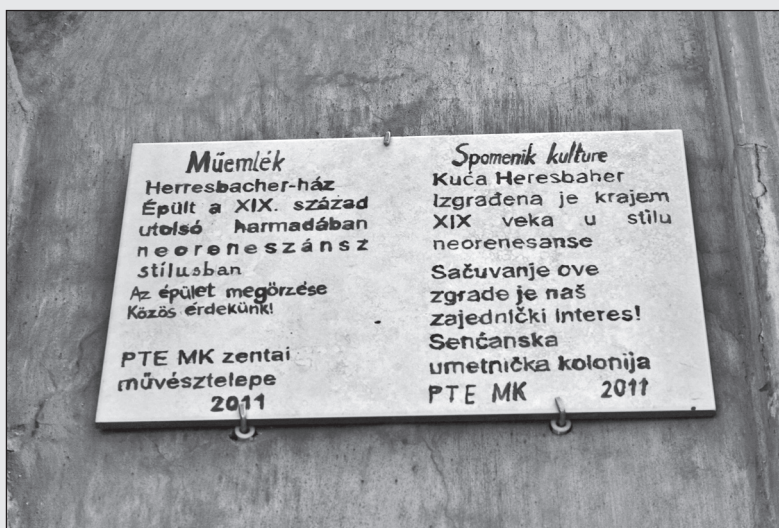 Műemlék
Herresbacher-ház
Épült a XIX. század
utolsó harmadában
neoreneszánsz
stílusban
Az épület megőrzése
Közös érdekünk!
PTE MK zentai
művésztelepe
2011
Spomenik kulture
Kuća Heresbaher
Izgrađena je krajem
XIX veka u stilu
neorenesanse
Sačuvanje ove
zgrade je naš
zajednički interes!
Senćanska
umetnička kolonija
PTE MK 2011